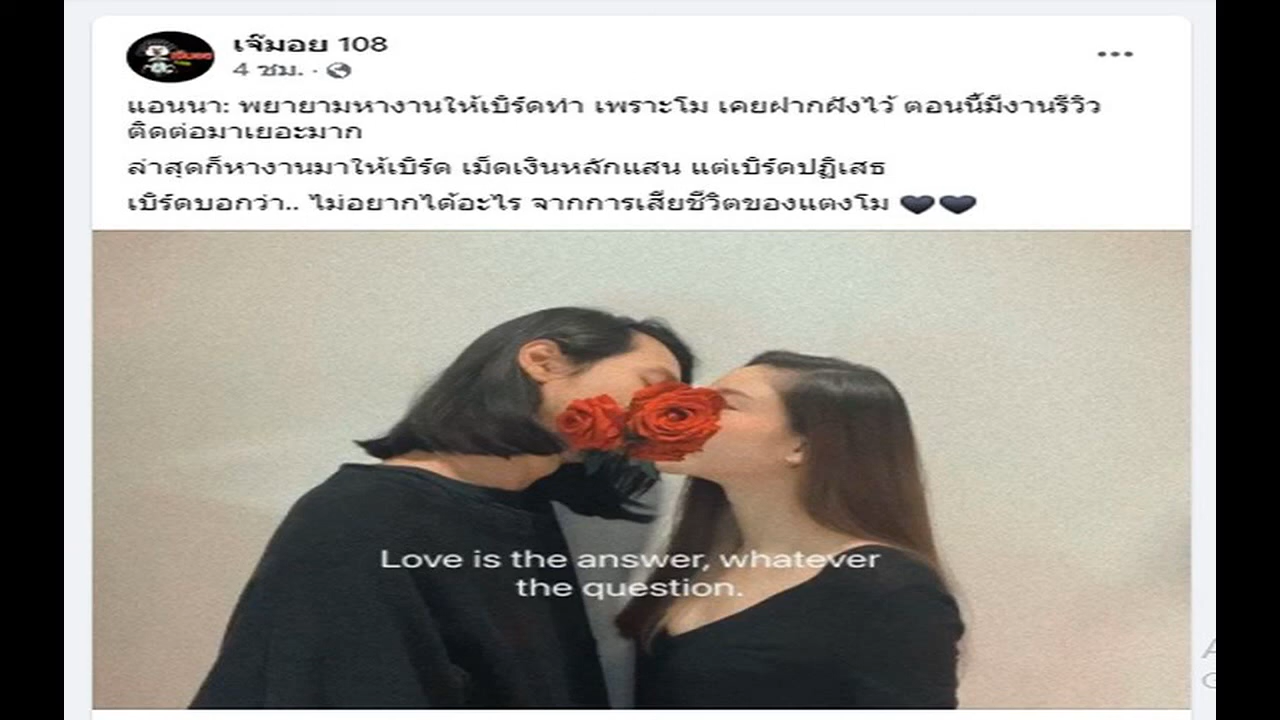 เจ๊มอย 108
4 ชม. ·
แอนนา: พยายามหางานให้เบิร์ดทำ เพราะโม เคยฝากฝังไว้ ตอนนี้มีงานรีวิว
ติดต่อมาเยอะมาก
ล่าสุดก็หางานมาให้เบิร์ด เม็ดเงินหลักแสน แต่เบิร์ดปฏิเสธ
เบิร์ดบอกว่า.. ไม่อยากได้อะไร จากการเสียชีวิตของแตงโม 🖤🖤
Love is the answer, whatever
the question.